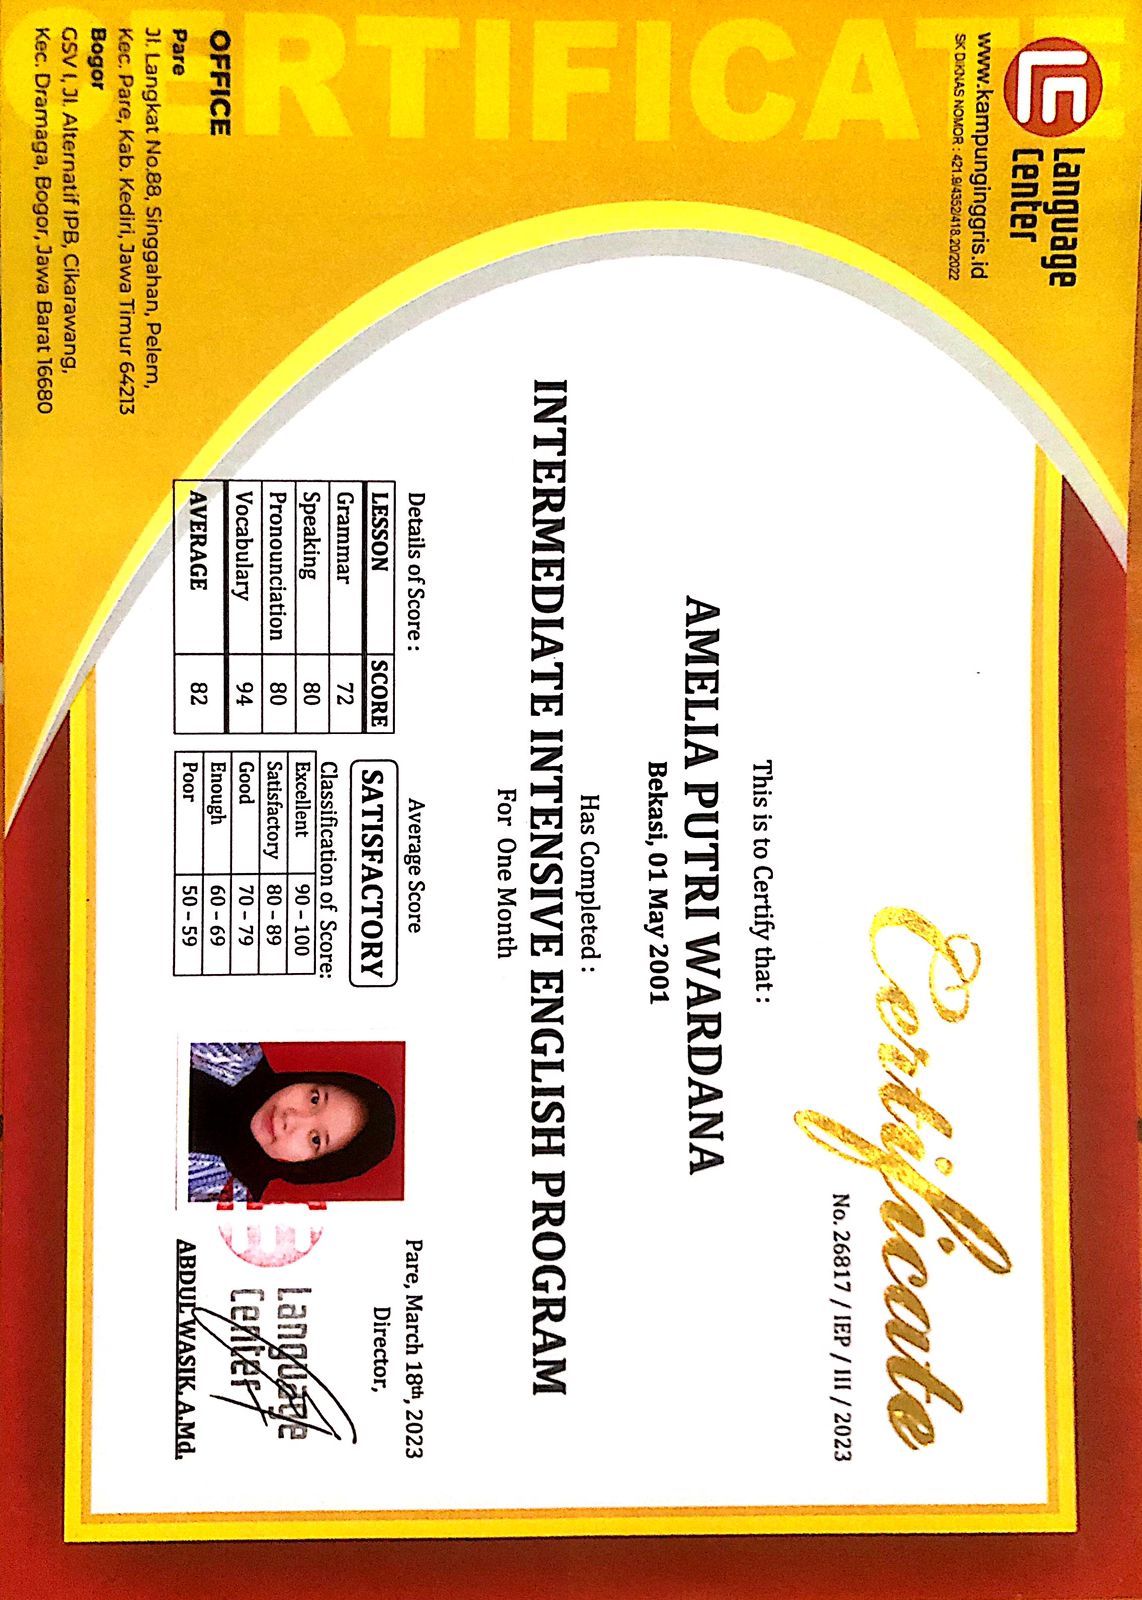 Language
Center
www.kampunginggris.id
SK DIKNAS NOMOR : 421.9/4352/418.20/2022
CERTIFICATE
Certificate
No. 26817 / IEP / III / 2023
This is to Certify that :
AMELIA PUTRI WARDANA
Bekasi, 01 May 2001
Has Completed :
INTERMEDIATE INTENSIVE ENGLISH PROGRAM
For One Month
Details of Score :
LESSON SCORE
Grammar 72
Speaking 80
Pronounciation 80
Vocabulary 94
AVERAGE 82
Average Score
SATISFACTORY
Classification of Score:
Excellent 90 – 100
Satisfactory 80 – 89
Good 70 – 79
Enough 60 – 69
Poor 50 – 59
Pare, March 18th, 2023
Director,
Language
Center
ABDUL WASIK, A.Md.
OFFICE
Pare
Jl. Langkat No.88, Singgahan, Pelem,
Kec. Pare, Kab. Kediri, Jawa Timur 64213
Bogor
GSV I, Jl. Alternatif IPB, Cikarawang,
Kec. Dramaga, Bogor, Jawa Barat 16680